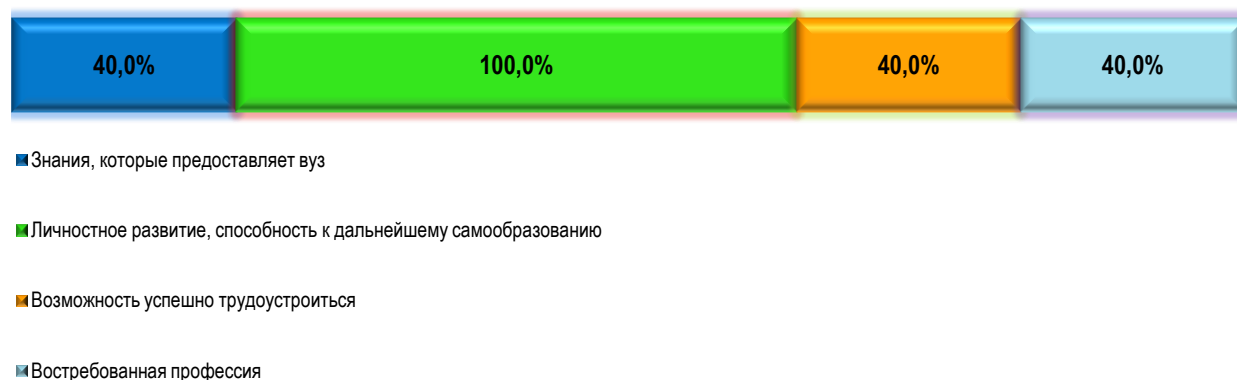 40,0% 100,0% 40,0% 40,0%
Знания, которые предоставляет вуз
Личностное развитие, способность к дальнейшему самообразованию
Возможность успешно трудоустроиться
Востребованная профессия